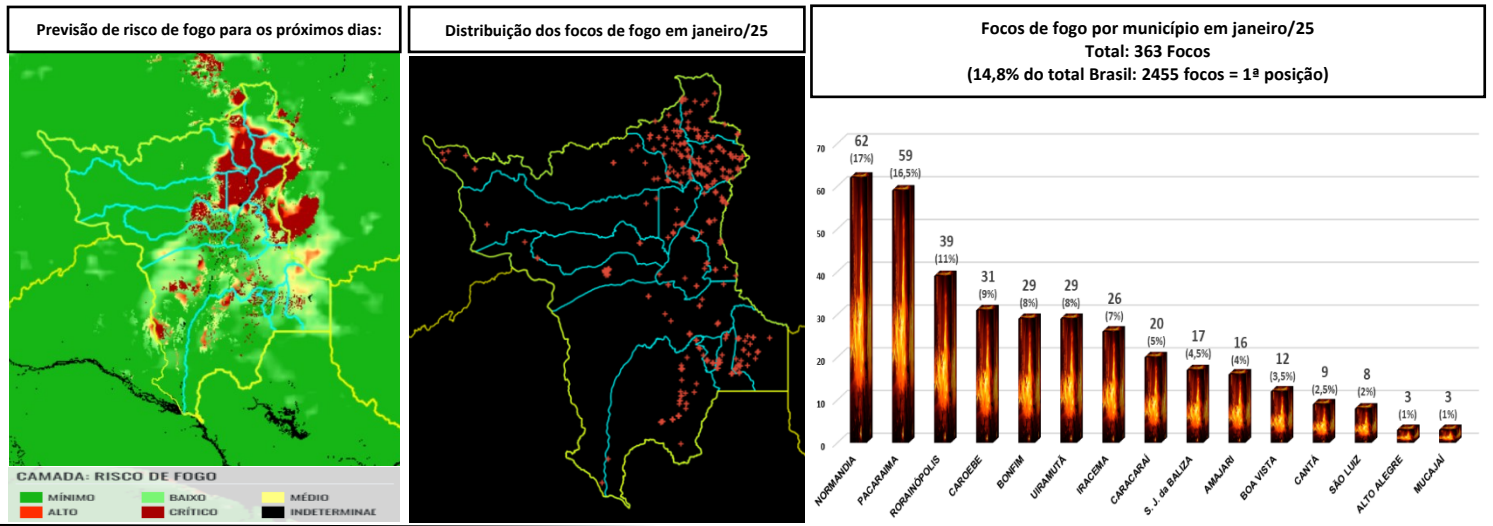 Previsão de risco de fogo para os próximos dias:
CAMADA: RISCO DE FOGO
MÍNIMO BAIXO MÉDIO
ALTO CRÍTICO INDETERMINAD
Distribuição dos focos de fogo em janeiro/25
Focos de fogo por município em janeiro/25
Total: 363 Focos
(14,8% do total Brasil: 2455 focos = 1ª posição)
70
60
50
40
30
20
10
0
62
(17%)
59
(16,5%)
39
(11%)
31
(9%)
29
(8%)
29
(8%)
26
(7%)
20
(5%)
17
(4,5%)
16
(4%)
12
(3,5%)
9
(2,5%)
8
(2%)
3
(1%)
3
(1%)
NORMANDIA
PACARAIMA
RORAINÓPOLIS
CAROEBE
BONFIM
UIRAMUTÃ
IRACEMA
CARACARAÍ
S. J. da BALIZA
AMAJARI
BOA VISTA
CANTÁ
SÃO LUIZ
ALTO ALEGRE
MUCAJAÍ